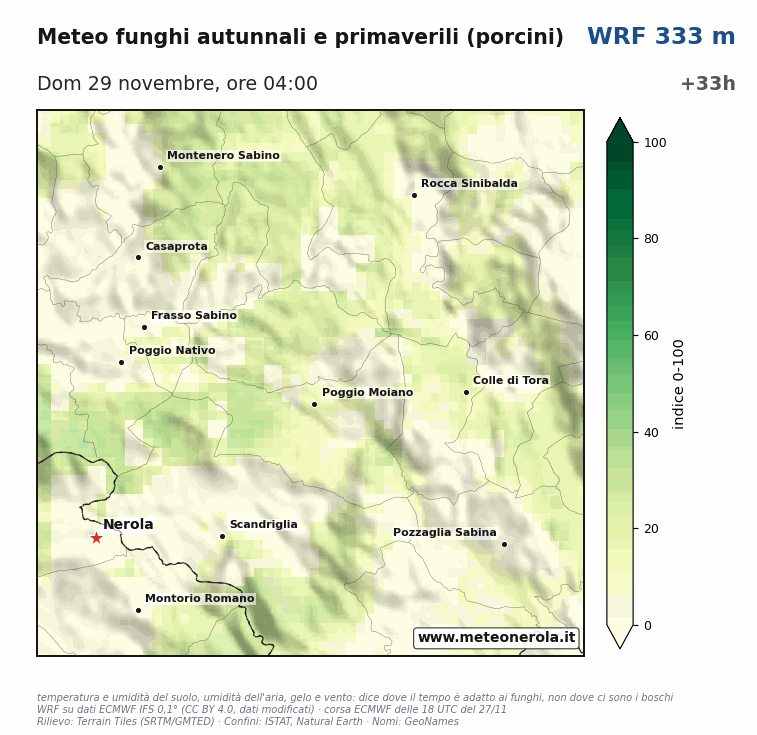 Meteo funghi autunnali e primaverili (porcini) WRF 333 m
Dom 29 novembre, ore 04:00 +33h
Montenero Sabino
Rocca Sinibalda
Casaprota
Frasso Sabino
Poggio Nativo
Poggio Moiano
Colle di Tora
Nerola
Scandriglia
Pozzaglia Sabina
Montorio Romano
www.meteonerola.it
100
80
60
40
20
0
indice 0-100
temperatura e umidità del suolo, umidità dell'aria, gelo e vento: dice dove il tempo è adatto ai funghi, non dove ci sono i boschi
WRF su dati ECMWF IFS 0,1° (CC BY 4.0, dati modificati) · corsa ECMWF delle 18 UTC del 27/11
Rilievo: Terrain Tiles (SRTM/GMTED) · Confini: ISTAT, Natural Earth · Nomi: GeoNames